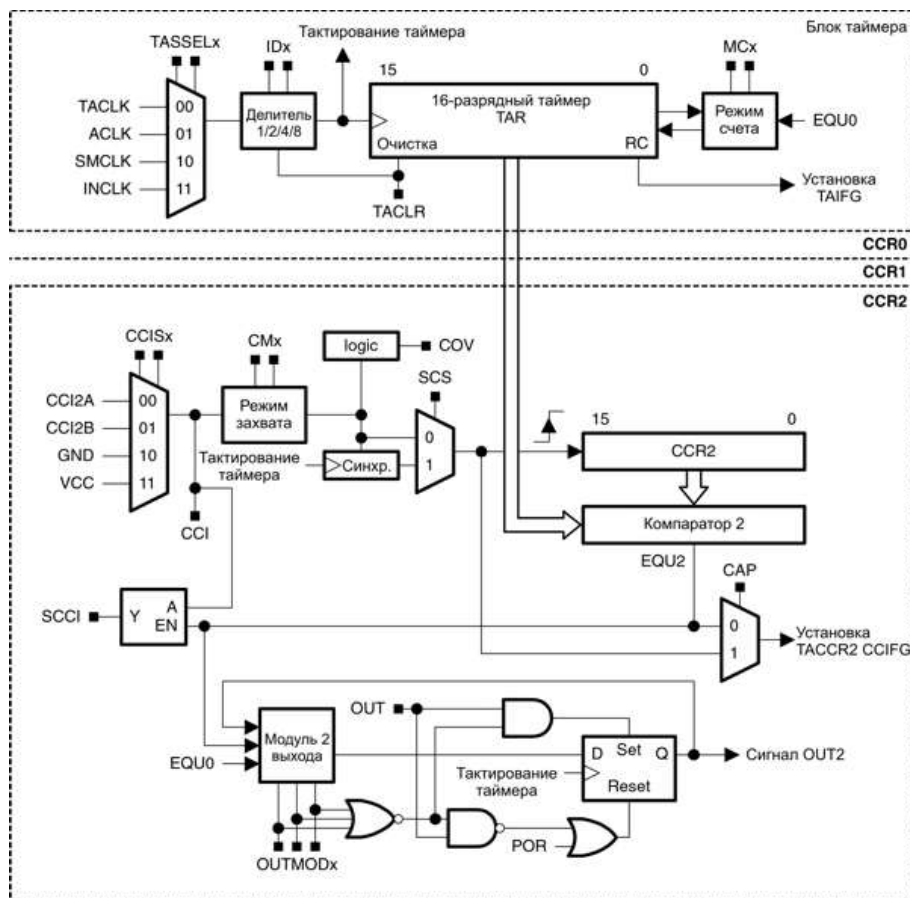 Блок таймера
Тактирование таймера
TASSELx
IDx
15
0
MCx
TACLK
ACLK
SMCLK
INCLK
00
01
10
11
Делитель
1/2/4/8
16-разрядный таймер
TAR
Очистка
RC
Режим
счета
EQU0
TACLR
Установка
TAIFG
CCR0
CCR1
CCR2
CCISx
CMx
logic
COV
SCS
CCI2A
CCI2B
GND
VCC
00
01
10
11
Режим
захвата
Тактирование
таймера
Синхр.
0
1
15
0
CCR2
Компаратор 2
CCI
EQU2
CAP
SCCI
Y
A
EN
0
1
Установка
TACCR2 CCIFG
OUT
Модуль 2
выхода
EQU0
Тактирование
таймера
D
Set
Q
Reset
Сигнал OUT2
POR
OUTMODx